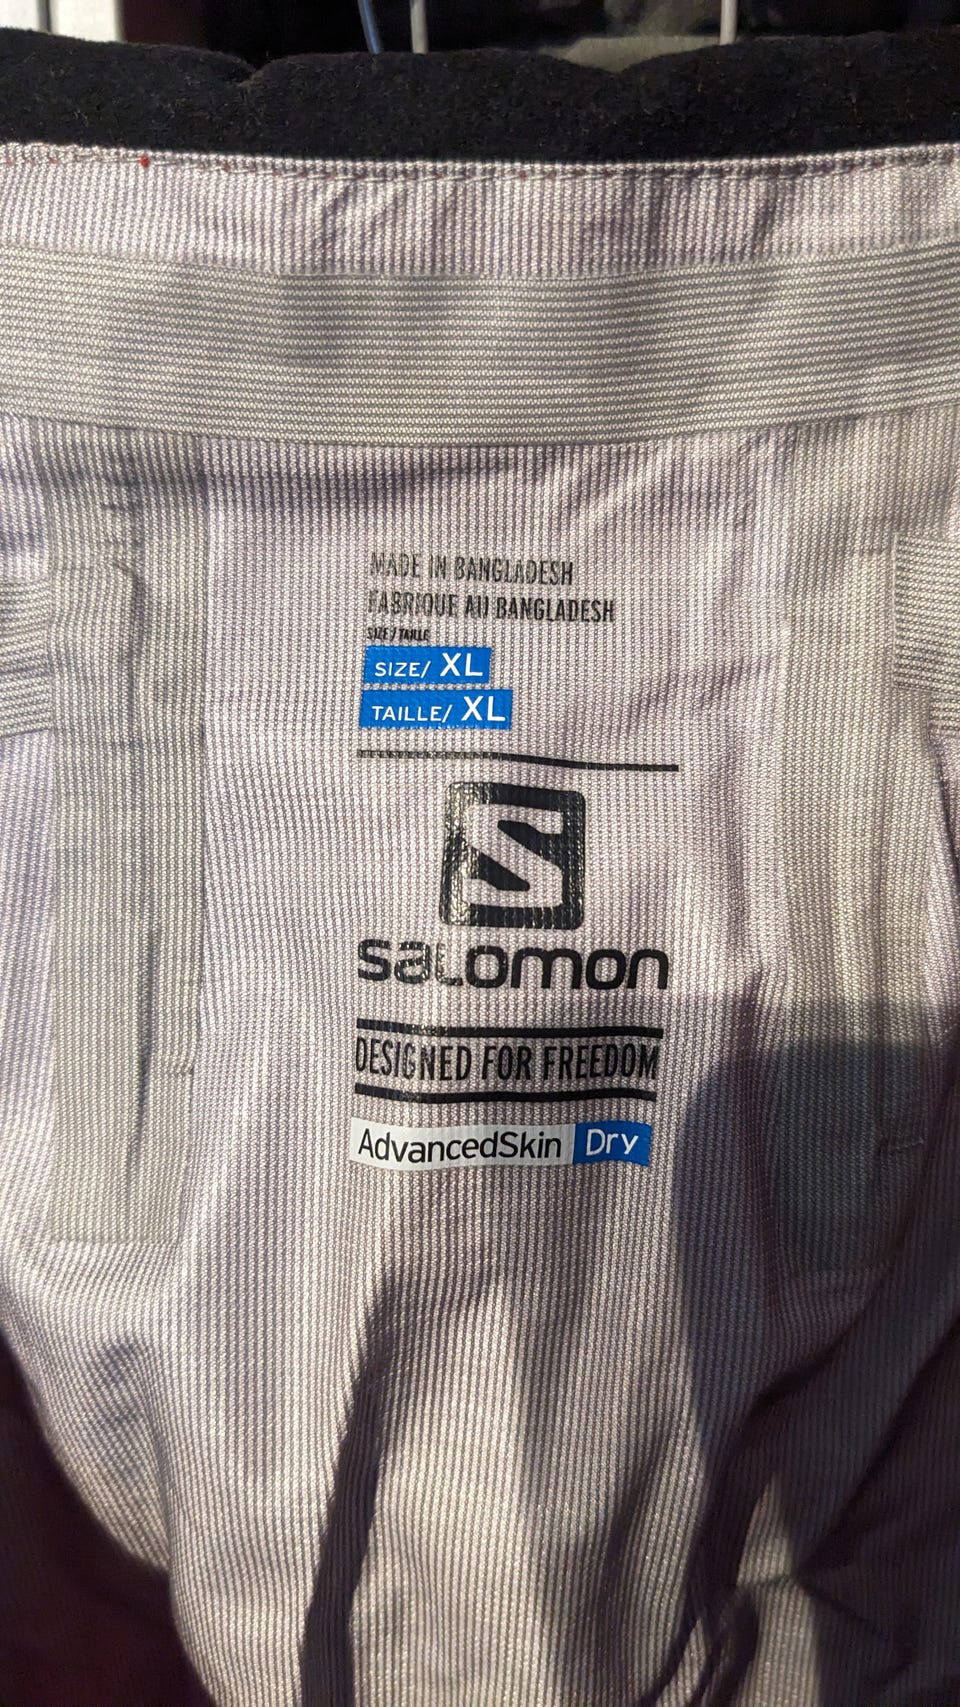 MADE IN BANGLADESH
FABRIQUE AU BANGLADESH
SIZE / TAILLE
SIZE/ XL
TAILLE/ XL
S
salomon
DESIGNED FOR FREEDOM
AdvancedSkin Dry